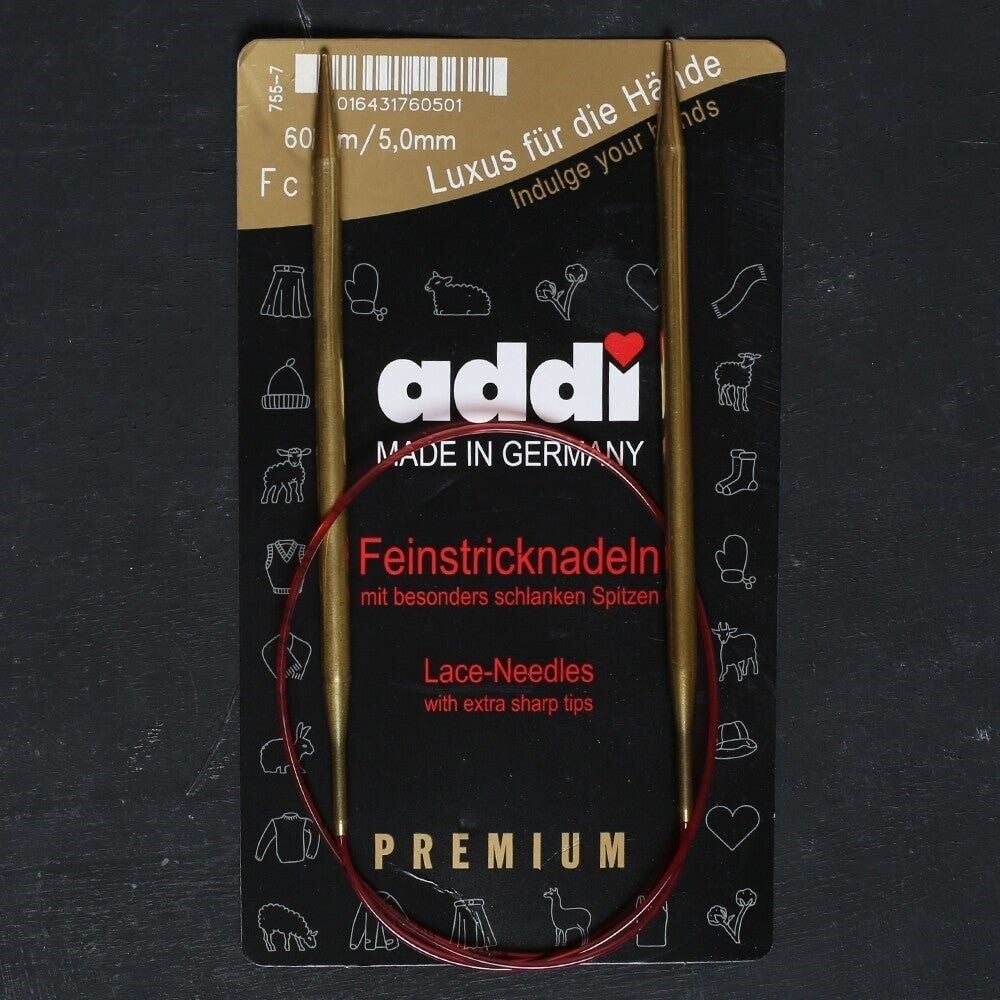 755-7
016431760501
60 m/5,0mm
Fc
Luxus für die Hände
Indulge your hands
addi
MADE IN GERMANY
Feinstricknadeln
mit besonders schlanken Spitzen
Lace-Needles
with extra sharp tips
PREMIUM